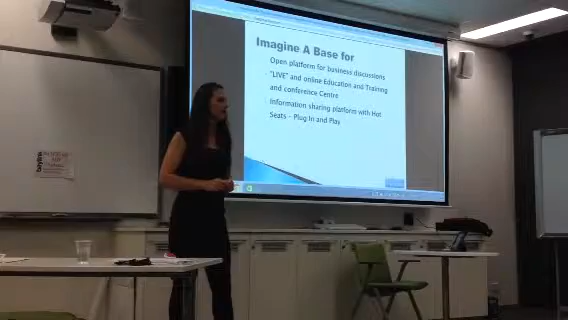 Imagine A Base for
Open platform for business discussions
"LIVE" and online Education and Training
and conference Centre
Information sharing platform with Hot
Seats – Plug In and Play